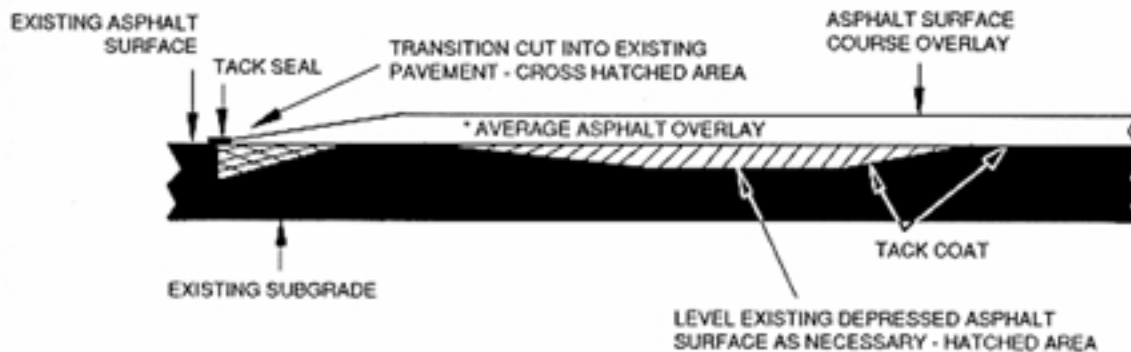 EXISTING ASPHALT
SURFACE
TACK SEAL
TRANSITION CUT INTO EXISTING
PAVEMENT - CROSS HATCHED AREA
ASPHALT SURFACE
COURSE OVERLAY
* AVERAGE ASPHALT OVERLAY
TACK COAT
EXISTING SUBGRADE
LEVEL EXISTING DEPRESSED ASPHALT
SURFACE AS NECESSARY - HATCHED AREA